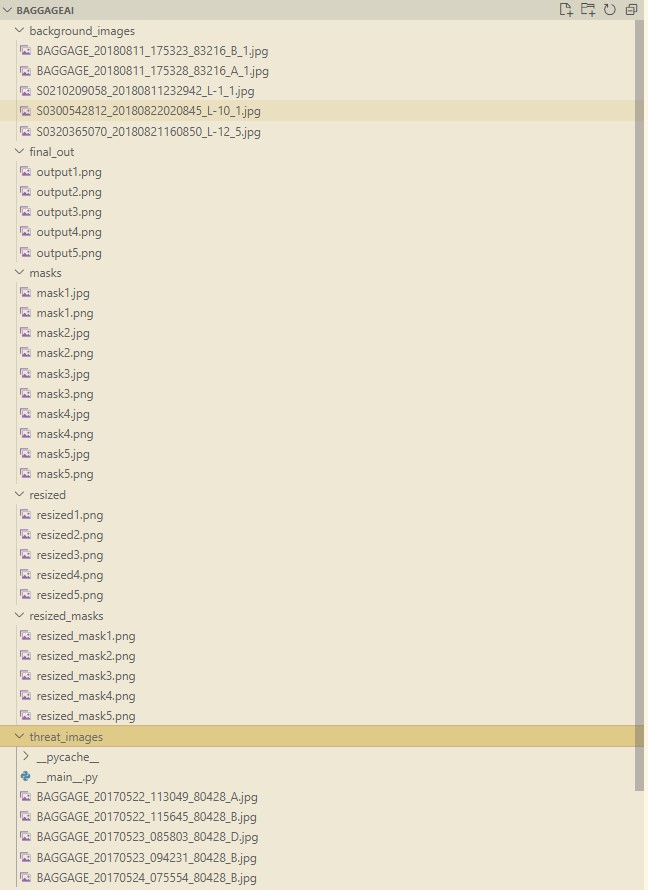 BAGGAGEAI
background_images
BAGGAGE_20180811_175323_83216_B_1.jpg
BAGGAGE_20180811_175328_83216_A_1.jpg
S0210209058_20180811232942_L-1_1.jpg
S0300542812_20180822020845_L-10_1.jpg
S0320365070_20180821160850_L-12_5.jpg
final_out
output1.png
output2.png
output3.png
output4.png
output5.png
masks
mask1.jpg
mask1.png
mask2.jpg
mask2.png
mask3.jpg
mask3.png
mask4.jpg
mask4.png
mask5.jpg
mask5.png
resized
resized1.png
resized2.png
resized3.png
resized4.png
resized5.png
resized_masks
resized_mask1.png
resized_mask2.png
resized_mask3.png
resized_mask4.png
resized_mask5.png
threat_images
__pycache__
__main__.py
BAGGAGE_20170522_113049_80428_A.jpg
BAGGAGE_20170522_115645_80428_B.jpg
BAGGAGE_20170523_085803_80428_D.jpg
BAGGAGE_20170523_094231_80428_B.jpg
BAGGAGE_20170524_075554_80428_B.jpg